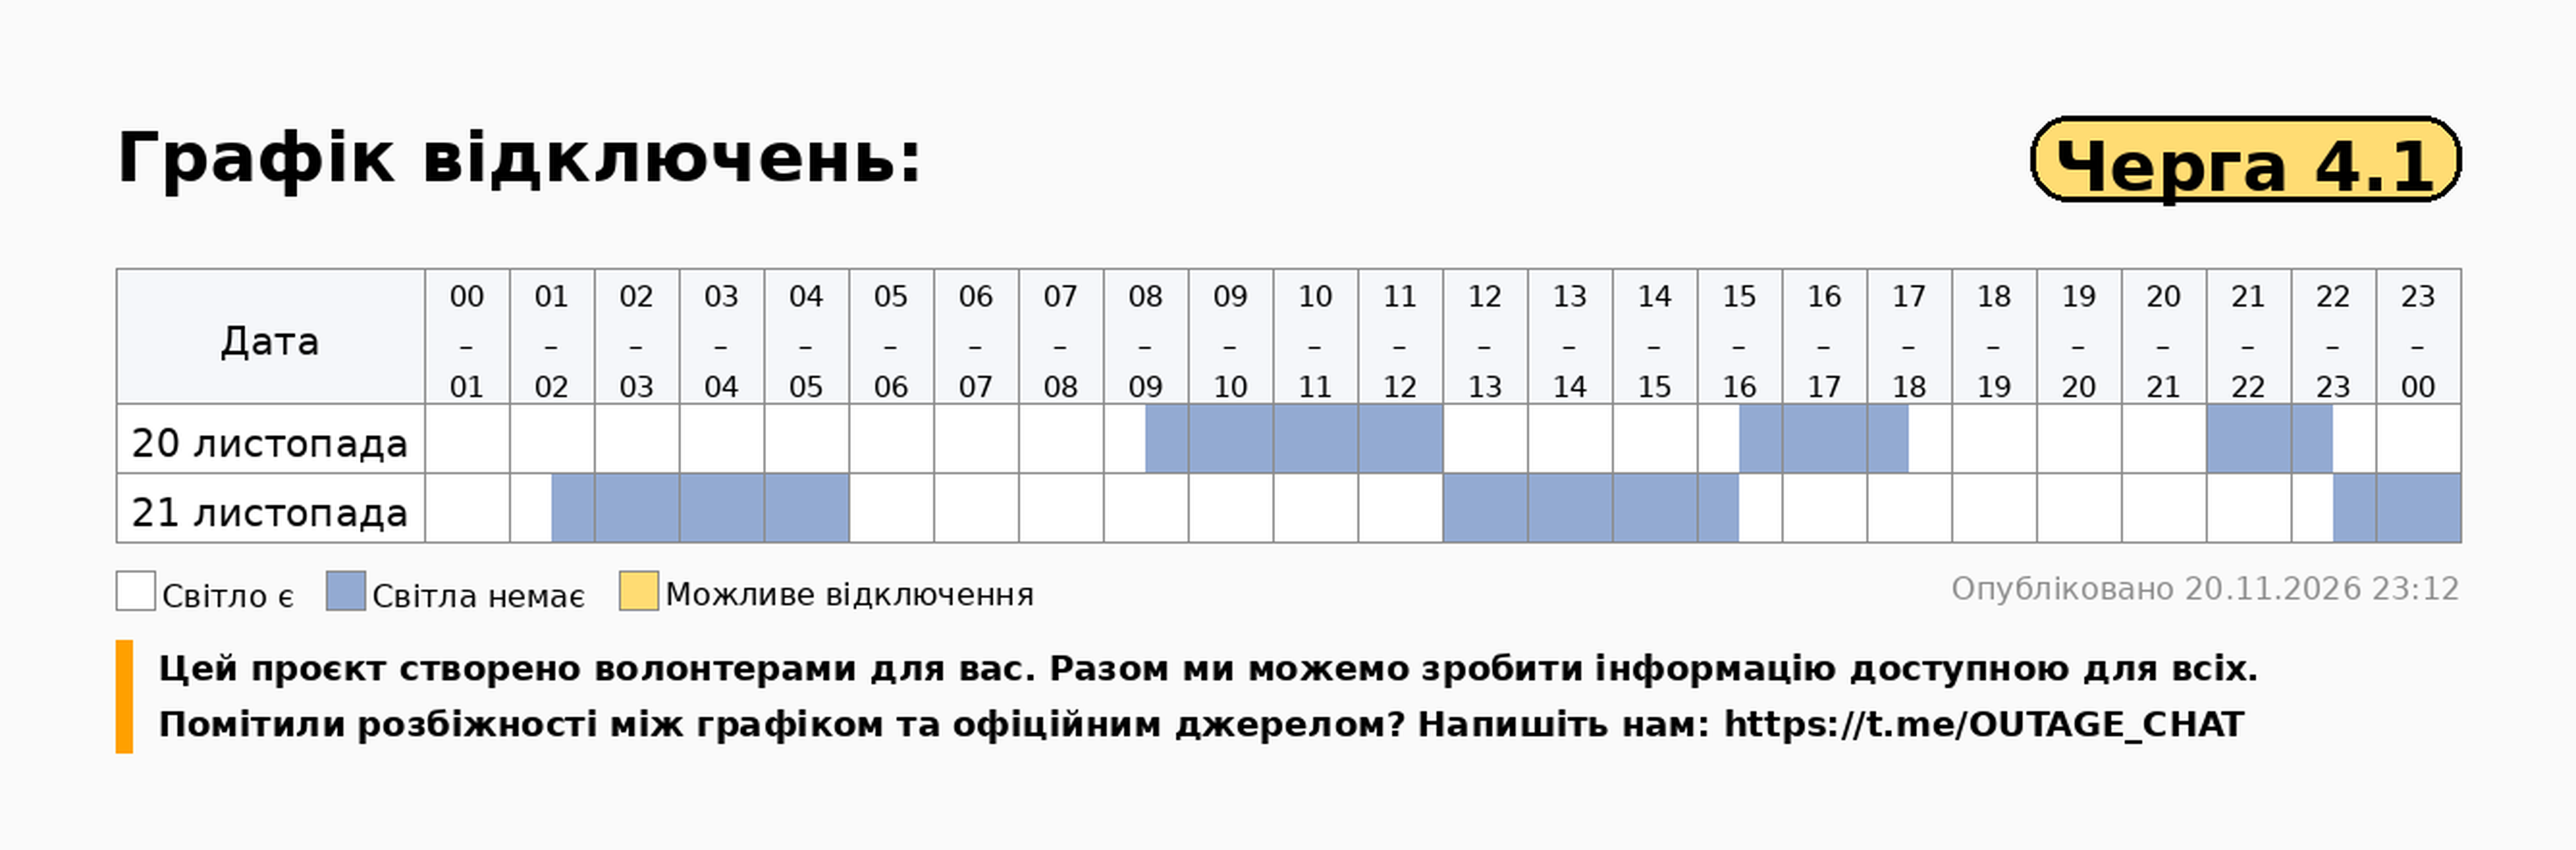 Графік відключень:
Черга 4.1
Дата 00 – 01 01 – 02 02 – 03 03 – 04 04 – 05 05 – 06 06 – 07 07 – 08 08 – 09 09 – 10 10 – 11 11 – 12 12 – 13 13 – 14 14 – 15 15 – 16 16 – 17 17 – 18 18 – 19 19 – 20 20 – 21 21 – 22 22 – 23 23 – 00
20 листопада
21 листопада
Світло є Світла немає Можливе відключення
Опубліковано 20.11.2026 23:12
Цей проєкт створено волонтерами для вас. Разом ми можемо зробити інформацію доступною для всіх.
Помітили розбіжності між графіком та офіційним джерелом? Напишіть нам: https://t.me/OUTAGE_CHAT